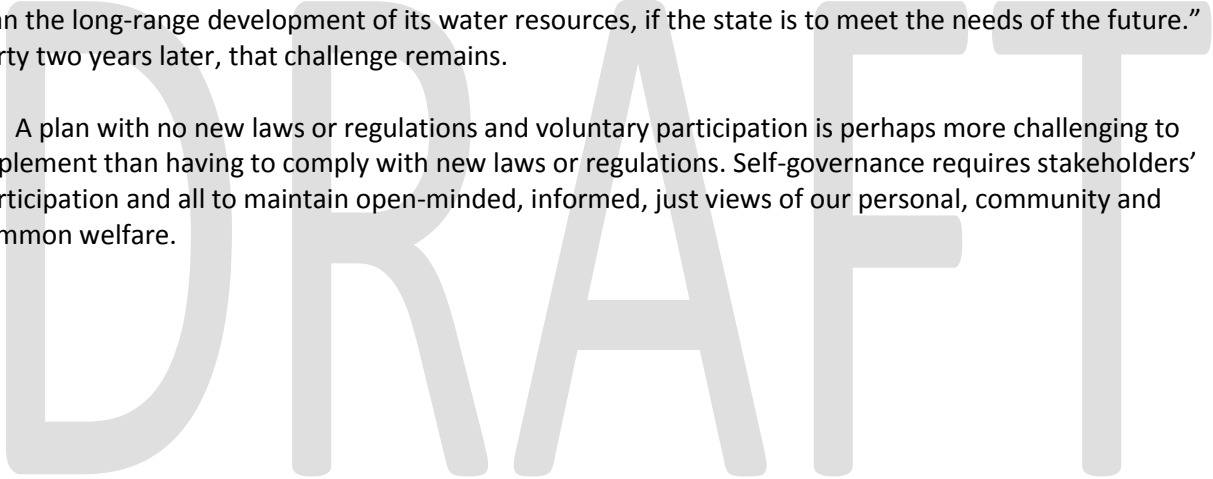 an the long-range development of its water resources, if the state is to meet the needs of the future.”
rty two years later, that challenge remains.
A plan with no new laws or regulations and voluntary participation is perhaps more challenging to
plement than having to comply with new laws or regulations. Self-governance requires stakeholders’
rticipation and all to maintain open-minded, informed, just views of our personal, community and
mmon welfare.
DRAFT